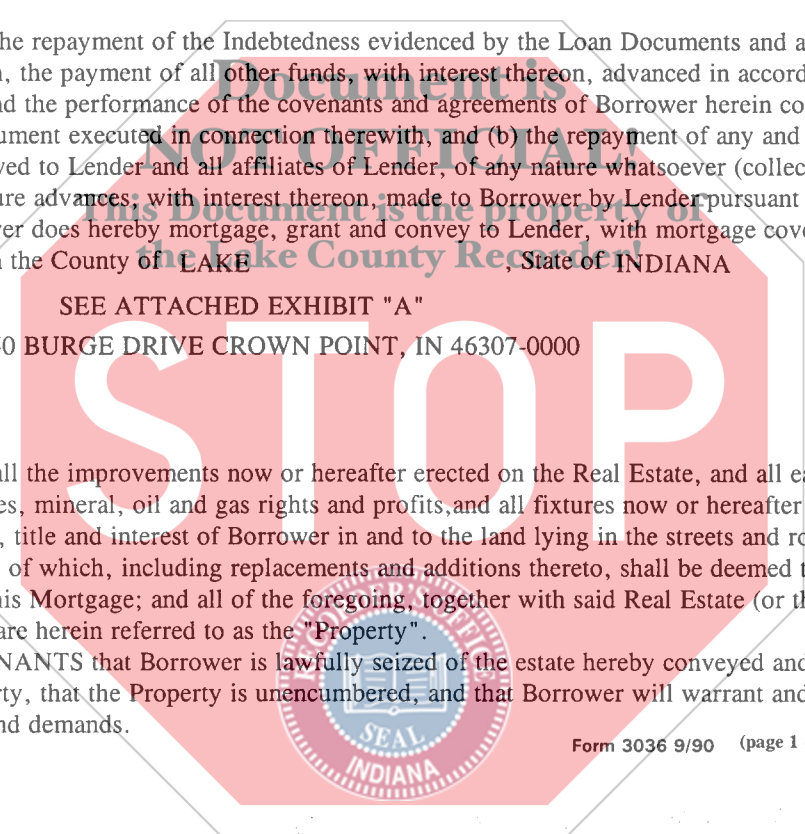 he repayment of the Indebtedness evidenced by the Loan Documents and a
, the payment of all other funds, with interest thereon, advanced in accord
Document is
nd the performance of the covenants and agreements of Borrower herein co
ument executed in connection therewith, and (b) the repayment of any and
NOT OFFICIAL!
ved to Lender and all affiliates of Lender, of any nature whatsoever (collec
ure advances, with interest thereon, made to Borrower by Lender pursuant
This Document is the property of
er does hereby mortgage, grant and convey to Lender, with mortgage cov
the County of LAKE , State of INDIANA
the Lake County Recorder!
SEE ATTACHED EXHIBIT "A"
0 BURGE DRIVE CROWN POINT, IN 46307-0000
STOP
all the improvements now or hereafter erected on the Real Estate, and all ea
es, mineral, oil and gas rights and profits,and all fixtures now or hereafter
, title and interest of Borrower in and to the land lying in the streets and ro
of which, including replacements and additions thereto, shall be deemed t
his Mortgage; and all of the foregoing, together with said Real Estate (or th
are herein referred to as the "Property".
NANTS that Borrower is lawfully seized of the estate hereby conveyed and
rty, that the Property is unencumbered, and that Borrower will warrant and
nd demands.
RECORDER'S OFFICE
SEAL
INDIANA
Form 3036 9/90 (page 1